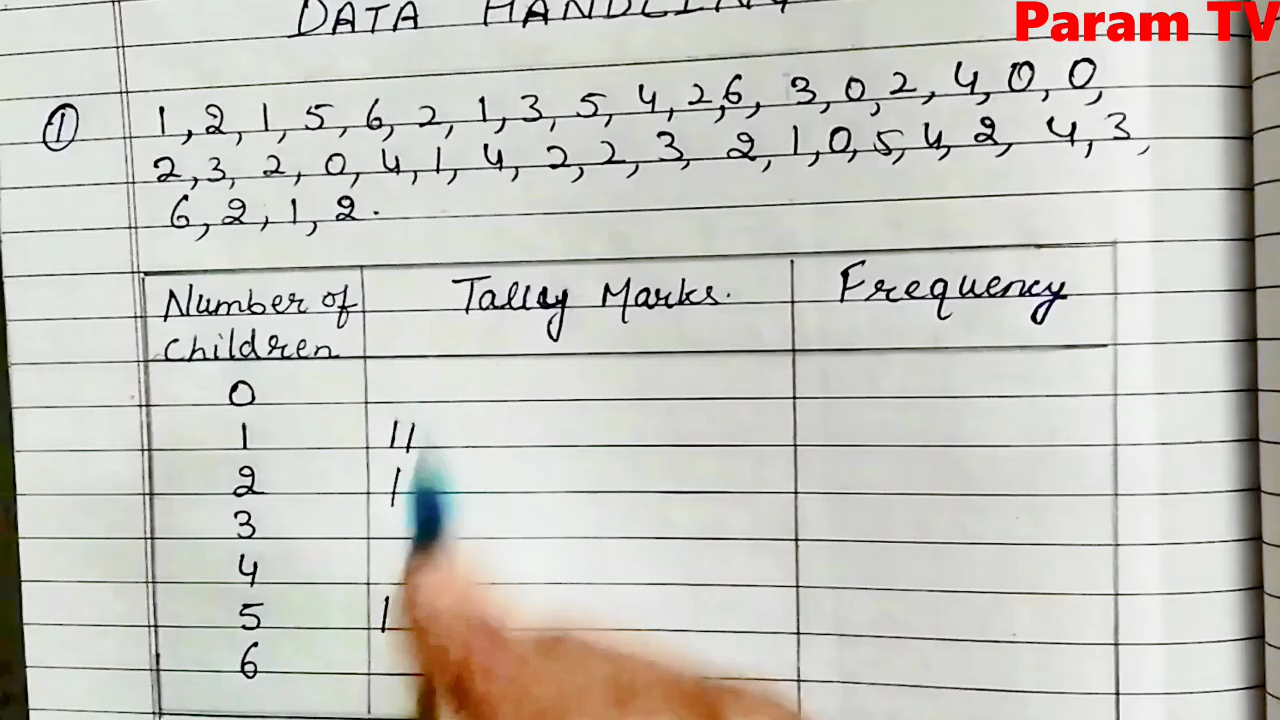 DATA HANDLING
Param TV
① 1, 2, 1, 5, 6, 2, 1, 3, 5, 4, 2, 6, 3, 0, 2, 4, 0, 0,
2, 3, 2, 0, 4, 1, 4, 2, 2, 3, 2, 1, 0, 5, 4, 2, 4, 3,
6, 2, 1, 2.
Number of Children Tally Marks. Frequency
0
1 ||
2 |
3
4
5 |
6